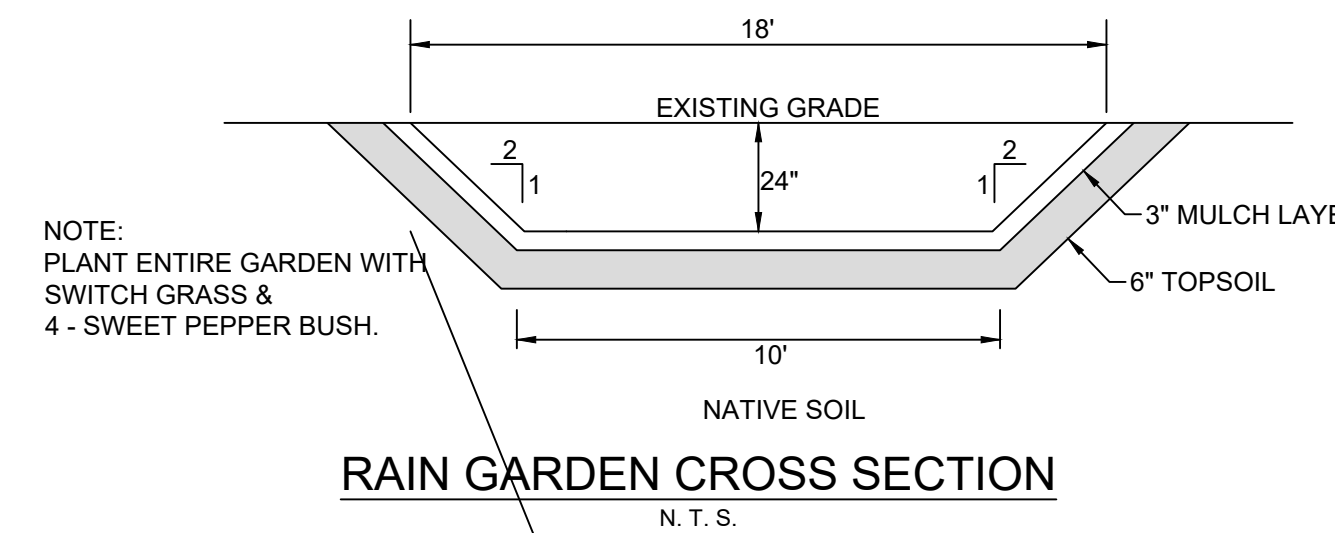 18'
EXISTING GRADE
2
1
24"
2
1
3" MULCH LAYE
6" TOPSOIL
NOTE:
PLANT ENTIRE GARDEN WITH
SWITCH GRASS &
4 - SWEET PEPPER BUSH.
10'
NATIVE SOIL
RAIN GARDEN CROSS SECTION
N. T. S.